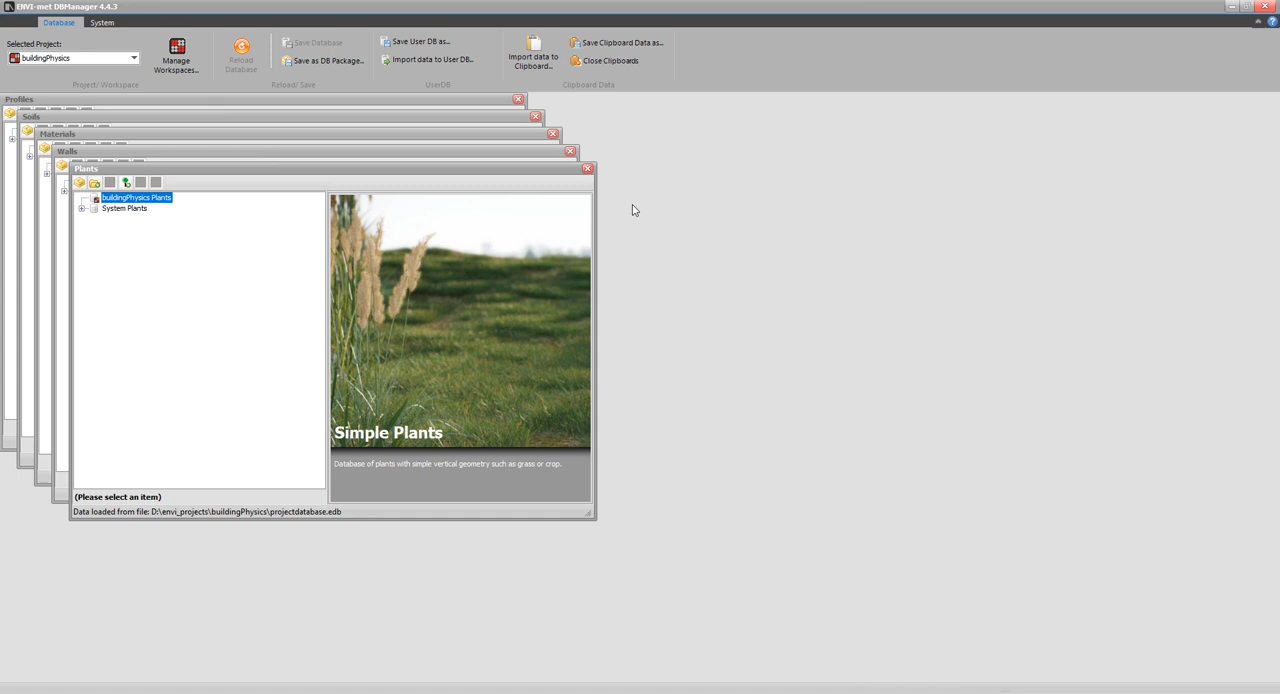 ENVI-met DBManager 4.4.3
Database
System
Selected Project:
buildingPhysics
Manage
Workspaces...
Project/ Workspace
Reload
Database
Save Database
Save as DB Package...
Reload/ Save
Save User DB as...
Import data to User DB...
UserDB
Import data to
Clipboard...
Save Clipboard Data as...
Close Clipboards
Clipboard Data
Profiles
Soils
Materials
Walls
Plants
buildingPhysics Plants
System Plants
Simple Plants
Database of plants with simple vertical geometry such as grass or crop.
(Please select an item)
Data loaded from file: D:\envi_projects\buildingPhysics\projectdatabase.edb